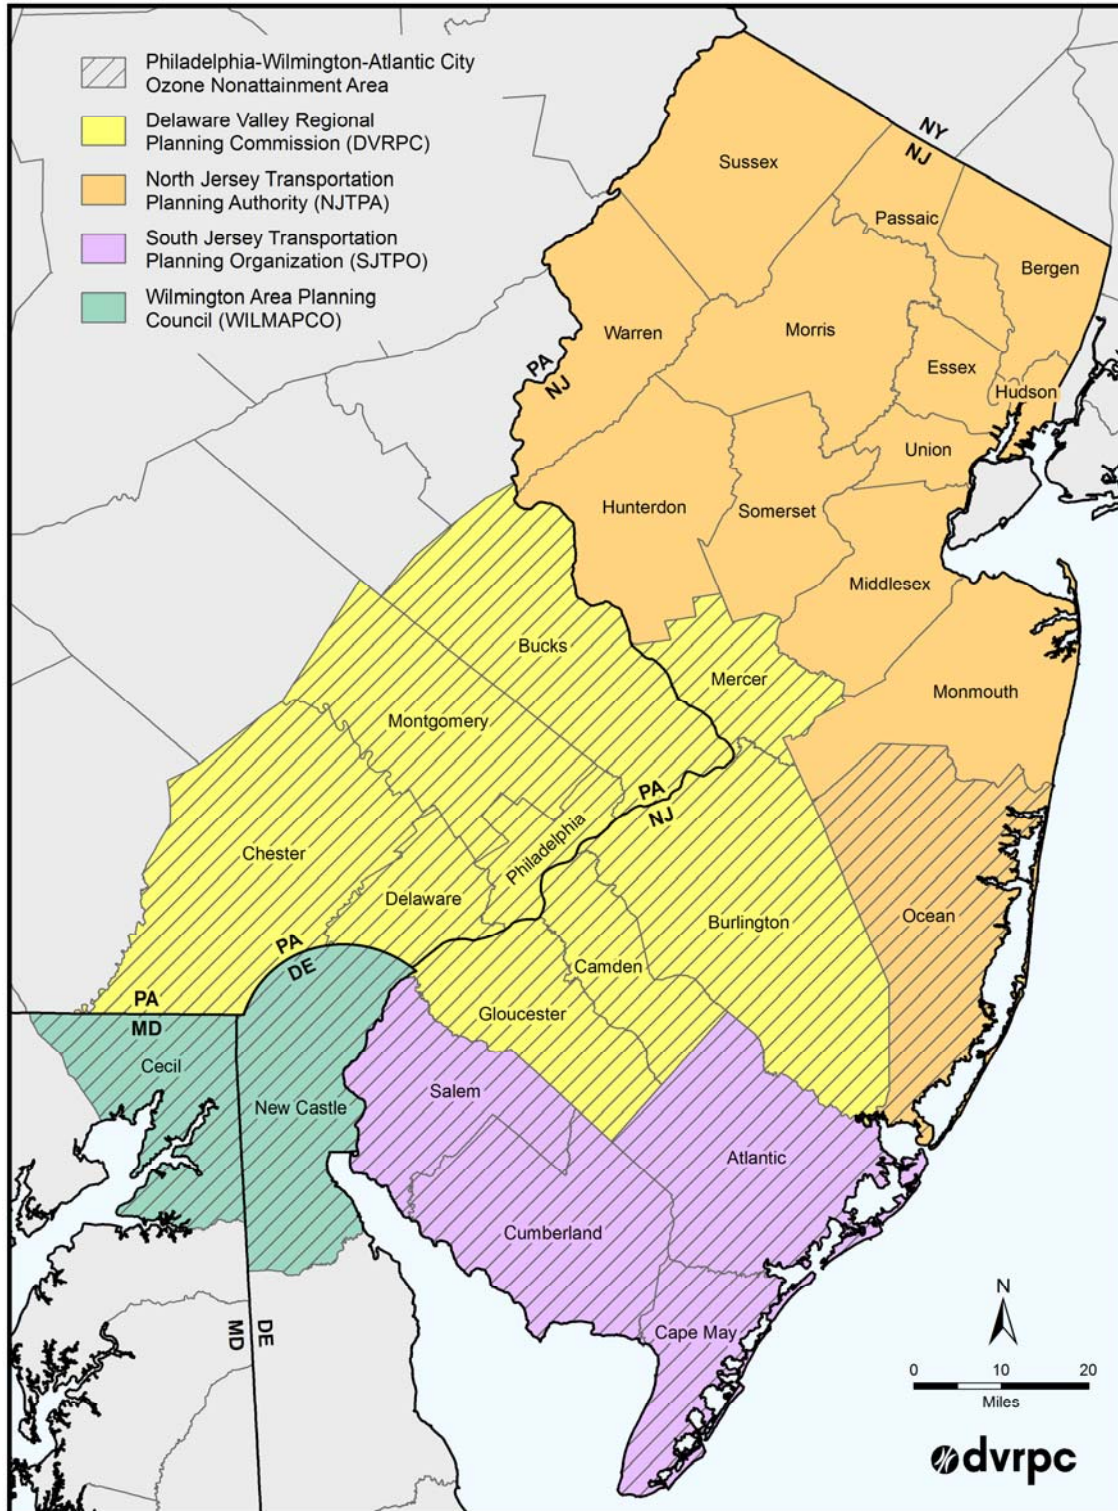 Philadelphia-Wilmington-Atlantic City
Ozone Nonattainment Area
Delaware Valley Regional
Planning Commission (DVRPC)
North Jersey Transportation
Planning Authority (NJTPA)
South Jersey Transportation
Planning Organization (SJTPO)
Wilmington Area Planning
Council (WILMAPCO)
NY
NJ
Sussex
Passaic
Bergen
Warren
Morris
PA
NJ
Essex
Hudson
Union
Hunterdon
Somerset
Middlesex
Bucks
Mercer
Monmouth
Montgomery
PA
NJ
Philadelphia
Chester
Delaware
Ocean
Burlington
PA
DE
Camden
PA
MD
Gloucester
Cecil
Salem
New Castle
Atlantic
Cumberland
DE
MD
Cape May
N
0 10 20
Miles
dvrpc